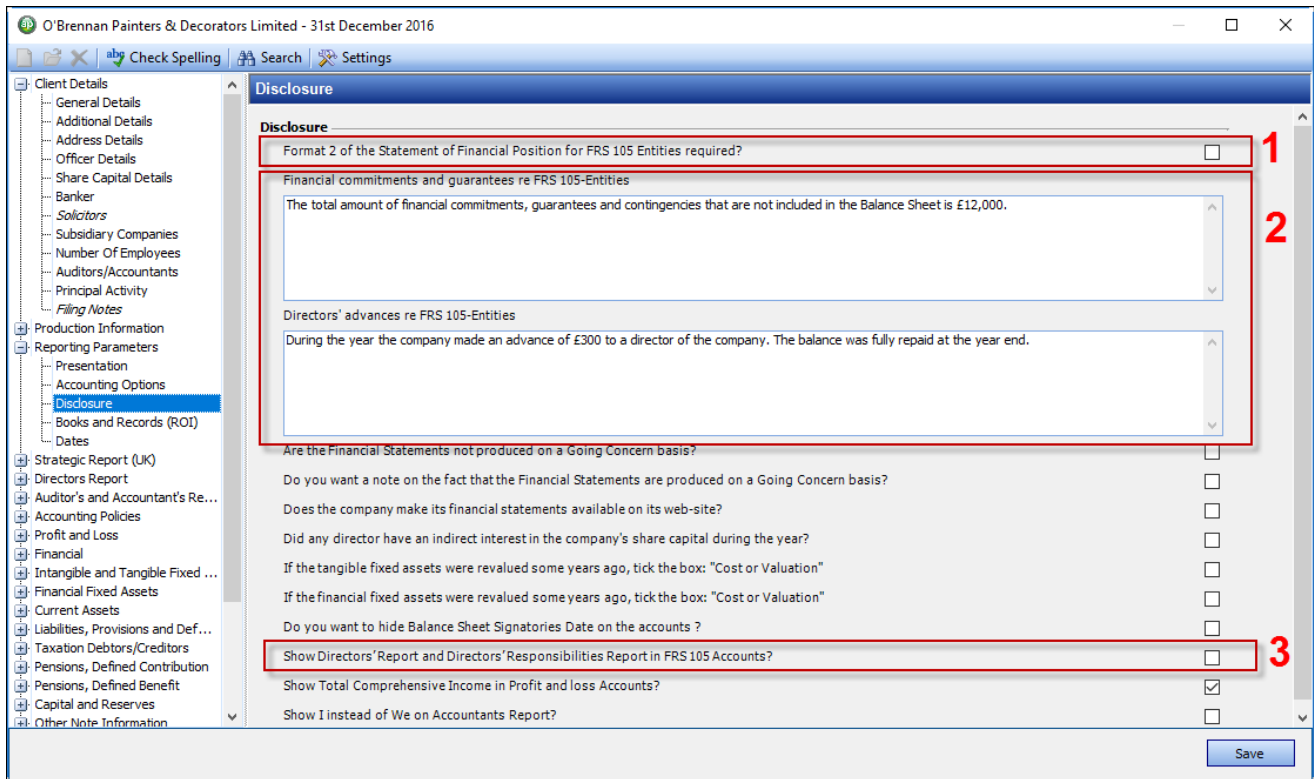 O'Brennan Painters & Decorators Limited - 31st December 2016
abc Check Spelling Search Settings
Client Details
General Details
Additional Details
Address Details
Officer Details
Share Capital Details
Banker
Solicitors
Subsidiary Companies
Number Of Employees
Auditors/Accountants
Principal Activity
Filing Notes
Production Information
Reporting Parameters
Presentation
Accounting Options
Disclosure
Books and Records (ROI)
Dates
Strategic Report (UK)
Directors Report
Auditor's and Accountant's Re...
Accounting Policies
Profit and Loss
Financial
Intangible and Tangible Fixed ...
Financial Fixed Assets
Current Assets
Liabilities, Provisions and Def...
Taxation Debtors/Creditors
Pensions, Defined Contribution
Pensions, Defined Benefit
Capital and Reserves
Other Note Information
Disclosure
Disclosure
Format 2 of the Statement of Financial Position for FRS 105 Entities required?
1
Financial commitments and guarantees re FRS 105-Entities
The total amount of financial commitments, guarantees and contingencies that are not included in the Balance Sheet is £12,000.
2
Directors' advances re FRS 105-Entities
During the year the company made an advance of £300 to a director of the company. The balance was fully repaid at the year end.
Are the Financial Statements not produced on a Going Concern basis?
Do you want a note on the fact that the Financial Statements are produced on a Going Concern basis?
Does the company make its financial statements available on its web-site?
Did any director have an indirect interest in the company's share capital during the year?
If the tangible fixed assets were revalued some years ago, tick the box: "Cost or Valuation"
If the financial fixed assets were revalued some years ago, tick the box: "Cost or Valuation"
Do you want to hide Balance Sheet Signatories Date on the accounts ?
Show Directors' Report and Directors' Responsibilities Report in FRS 105 Accounts?
3
Show Total Comprehensive Income in Profit and loss Accounts?
Show I instead of We on Accountants Report?
Save